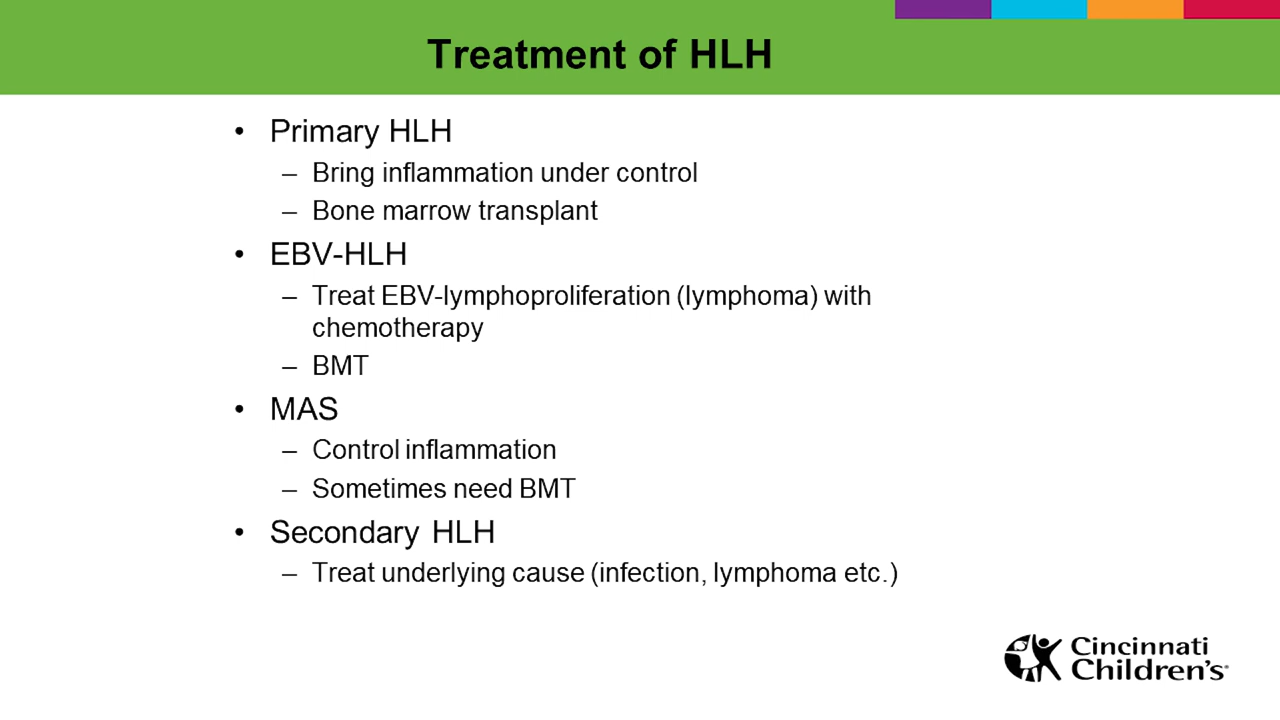 Treatment of HLH
• Primary HLH
– Bring inflammation under control
– Bone marrow transplant
• EBV-HLH
– Treat EBV-lymphoproliferation (lymphoma) with
chemotherapy
– BMT
• MAS
– Control inflammation
– Sometimes need BMT
• Secondary HLH
– Treat underlying cause (infection, lymphoma etc.)
Cincinnati
Children's®